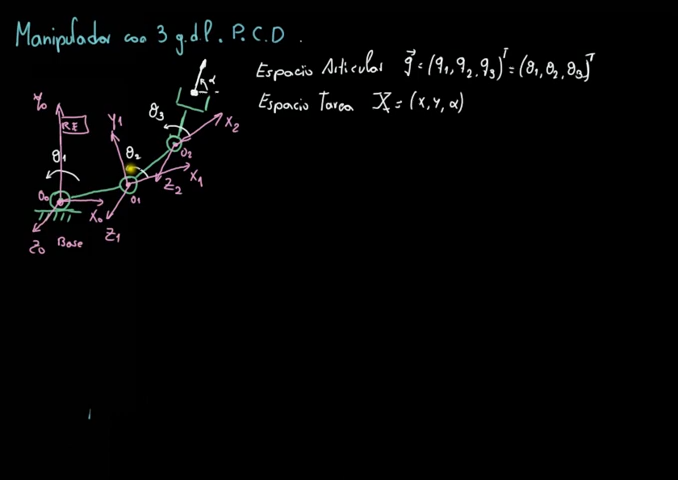 Manipulador con 3 g.d.l. P.C.D.
Espacio Articular q⃗ = (q1, q2, q3)ᵀ = (θ1, θ2, θ3)ᵀ
Espacio Tarea X = (x, y, α)
α
Y0
RE
θ3
X2
Y1
θ1
θ2
O2
O0
X1
Z2
O1
X0
Z0
Base
Z1